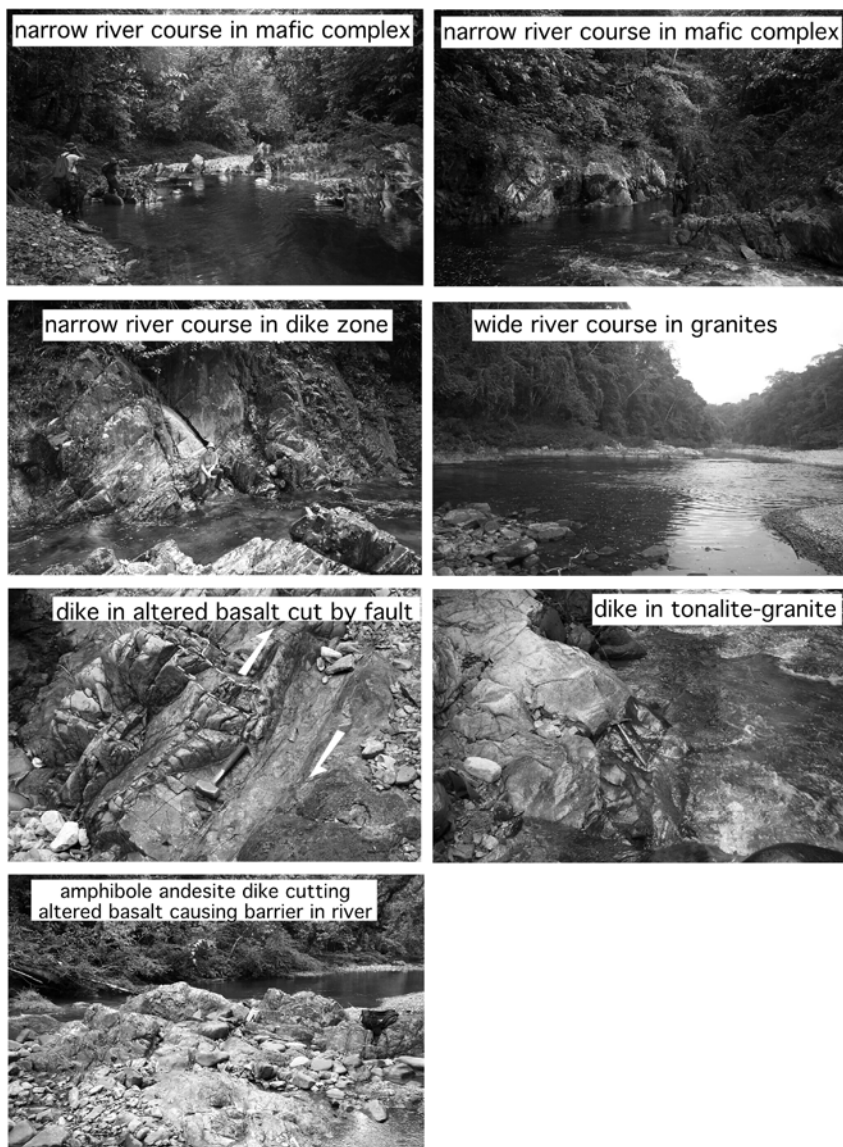 narrow river course in mafic complex
narrow river course in mafic complex
narrow river course in dike zone
wide river course in granites
dike in altered basalt cut by fault
dike in tonalite-granite
amphibole andesite dike cutting
altered basalt causing barrier in river